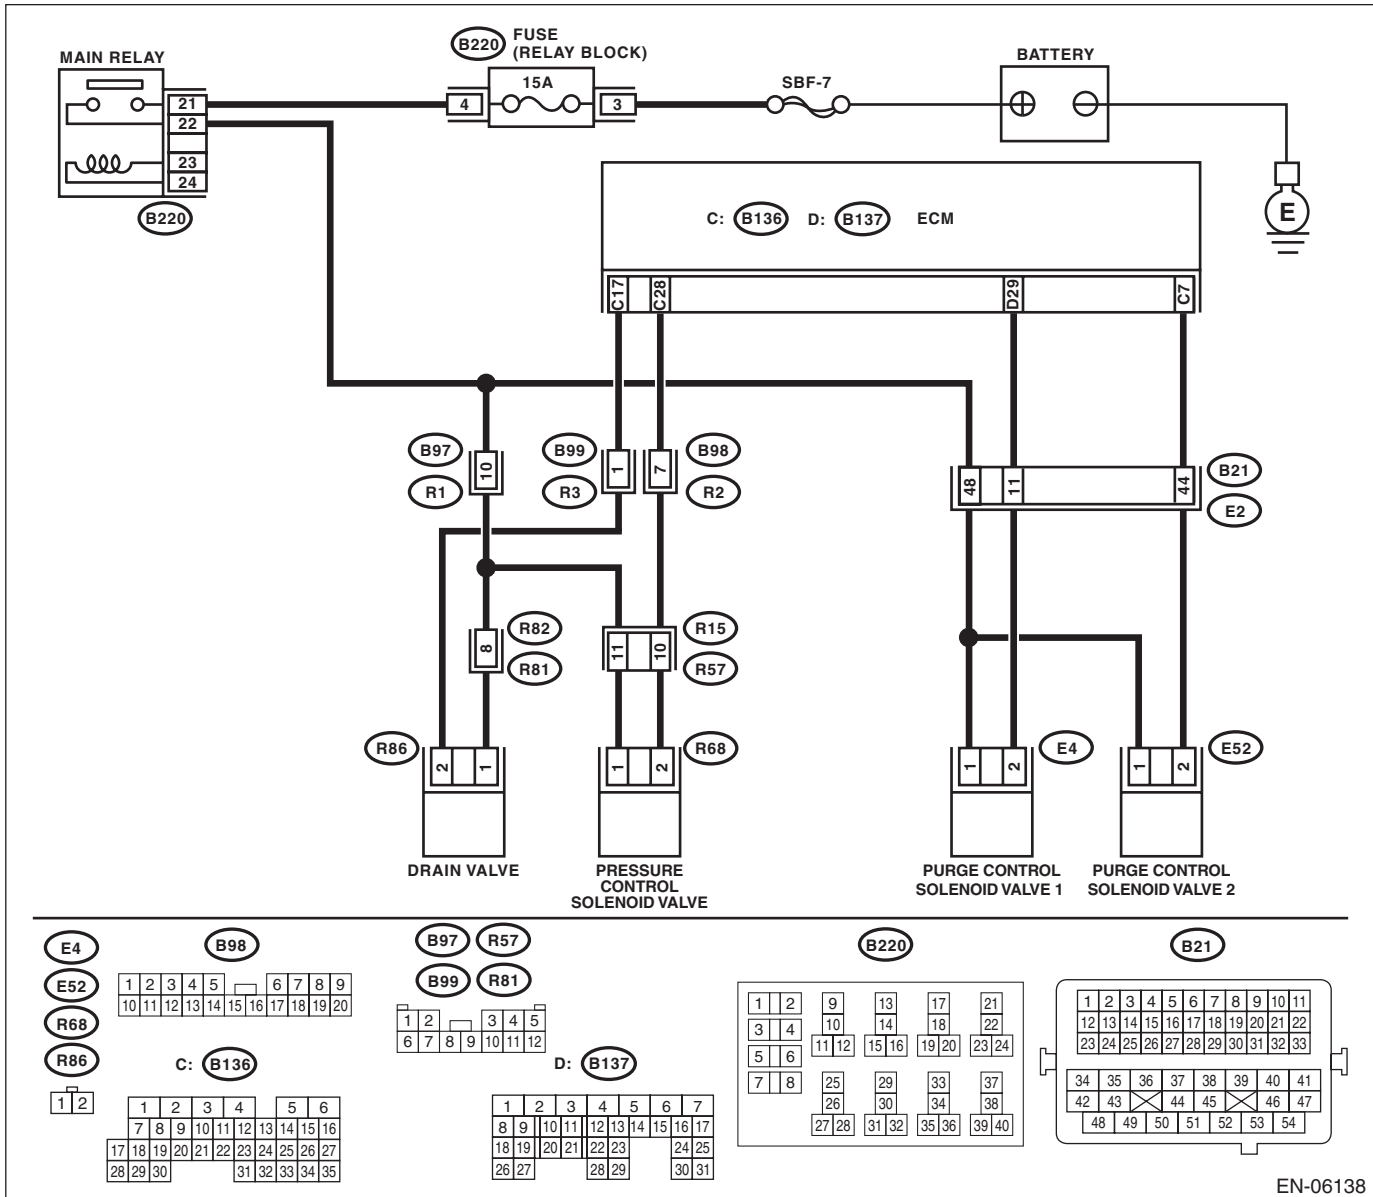 B220 FUSE
(RELAY BLOCK)
MAIN RELAY
15A
SBF-7
BATTERY
21
22
23
24
4
3
B220
E
C: B136 D: B137 ECM
C17 C28 D29 C7
B97
R1
10
B99
R3
1
7
B98
R2
48 11 44
B21
E2
8
R82
R81
11 10
R15
R57
R86
2 1
1 2
R68
1 2
E4
1 2
E52
DRAIN VALVE
PRESSURE
CONTROL
SOLENOID VALVE
PURGE CONTROL
SOLENOID VALVE 1
PURGE CONTROL
SOLENOID VALVE 2
E4
E52
R68
R86
1 2
B98
1 2 3 4 5 6 7 8 9
10 11 12 13 14 15 16 17 18 19 20
C: B136
1 2 3 4 5 6
7 8 9 10 11 12 13 14 15 16
17 18 19 20 21 22 23 24 25 26 27
28 29 30 31 32 33 34 35
B97 R57
B99 R81
1 2 3 4 5
6 7 8 9 10 11 12
D: B137
1 2 3 4 5 6 7
8 9 10 11 12 13 14 15 16 17
18 19 20 21 22 23 24 25
26 27 28 29 30 31
B220
1 2 9 13 17 21
3 4 10 14 18 22
11 12 15 16 19 20 23 24
5 6
7 8 25 29 33 37
26 30 34 38
27 28 31 32 35 36 39 40
B21
1 2 3 4 5 6 7 8 9 10 11
12 13 14 15 16 17 18 19 20 21 22
23 24 25 26 27 28 29 30 31 32 33
34 35 36 37 38 39 40 41
42 43 44 45 46 47
48 49 50 51 52 53 54
EN-06138